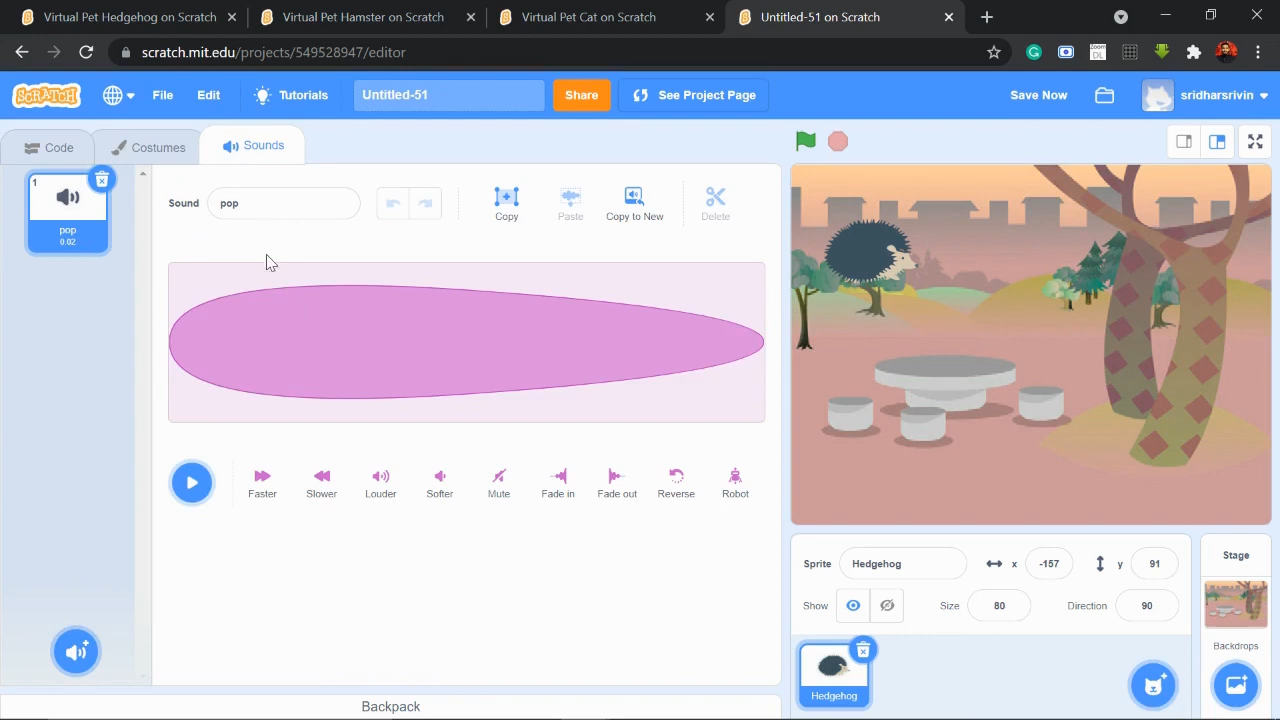 Virtual Pet Hedgehog on Scratch
Virtual Pet Hamster on Scratch
Virtual Pet Cat on Scratch
Untitled-51 on Scratch
scratch.mit.edu/projects/549528947/editor
Zoom
DL
SCRATCH
File
Edit
Tutorials
Untitled-51
Share
See Project Page
Save Now
sridharsrivin
Code
Costumes
Sounds
1
pop
0.02
Sound
pop
Copy
Paste
Copy to New
Delete
Faster
Slower
Louder
Softer
Mute
Fade in
Fade out
Reverse
Robot
Sprite
Hedgehog
x
-157
y
91
Show
Size
80
Direction
90
Hedgehog
Stage
Backdrops
Backpack